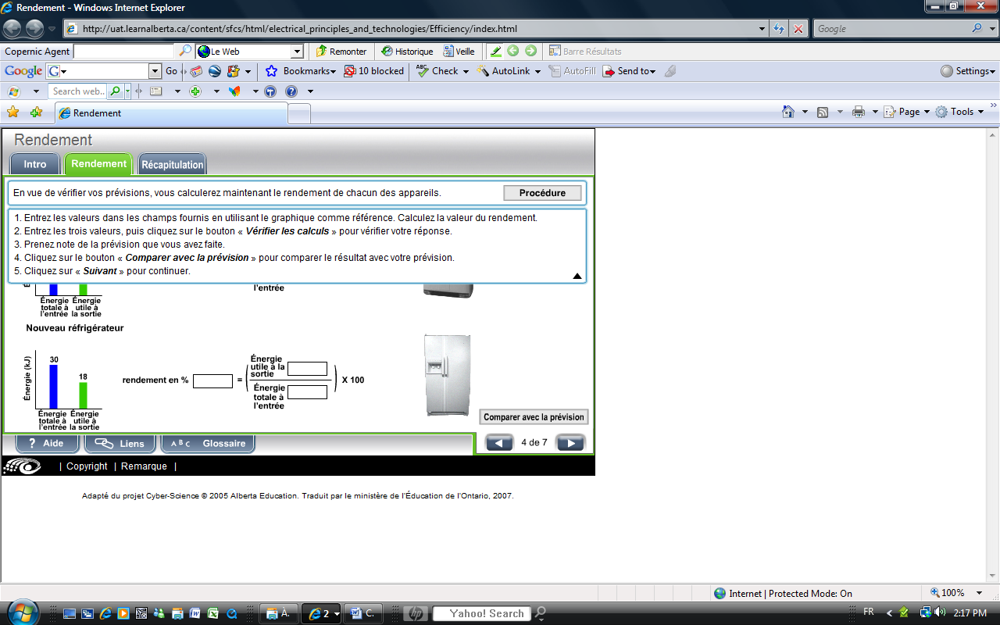 Rendement - Windows Internet Explorer
http://uat.learnalberta.ca/content/sfcs/html/electrical_principles_and_technologies/Efficiency/index.html
Google
Copernic Agent Le Web Remonter Historique Veille Barre Résultats
Google G Go Bookmarks 10 blocked ABC Check AutoLink AutoFill Send to Settings
Search web..
Rendement Page Tools
Rendement
Intro Rendement Récapitulation
En vue de vérifier vos prévisions, vous calculerez maintenant le rendement de chacun des appareils. Procédure
1. Entrez les valeurs dans les champs fournis en utilisant le graphique comme référence. Calculez la valeur du rendement.
2. Entrez les trois valeurs, puis cliquez sur le bouton « Vérifier les calculs » pour vérifier votre réponse.
3. Prenez note de la prévision que vous avez faite.
4. Cliquez sur le bouton « Comparer avec la prévision » pour comparer le résultat avec votre prévision.
5. Cliquez sur « Suivant » pour continuer.
l'entrée
Énergie totale à l'entrée
Énergie utile à la sortie
Nouveau réfrigérateur
Énergie (kJ)
30
18
Énergie totale à l'entrée
Énergie utile à la sortie
rendement en % =
Énergie
utile à la
sortie
Énergie
totale à
l'entrée
X 100
Comparer avec la prévision
? Aide Liens A B C Glossaire 4 de 7
| Copyright | Remarque |
Adapté du projet Cyber-Science © 2005 Alberta Education. Traduit par le ministère de l'Éducation de l'Ontario, 2007.
Internet | Protected Mode: On 100%
À. 2 C. hp Yahoo! Search FR 2:17 PM